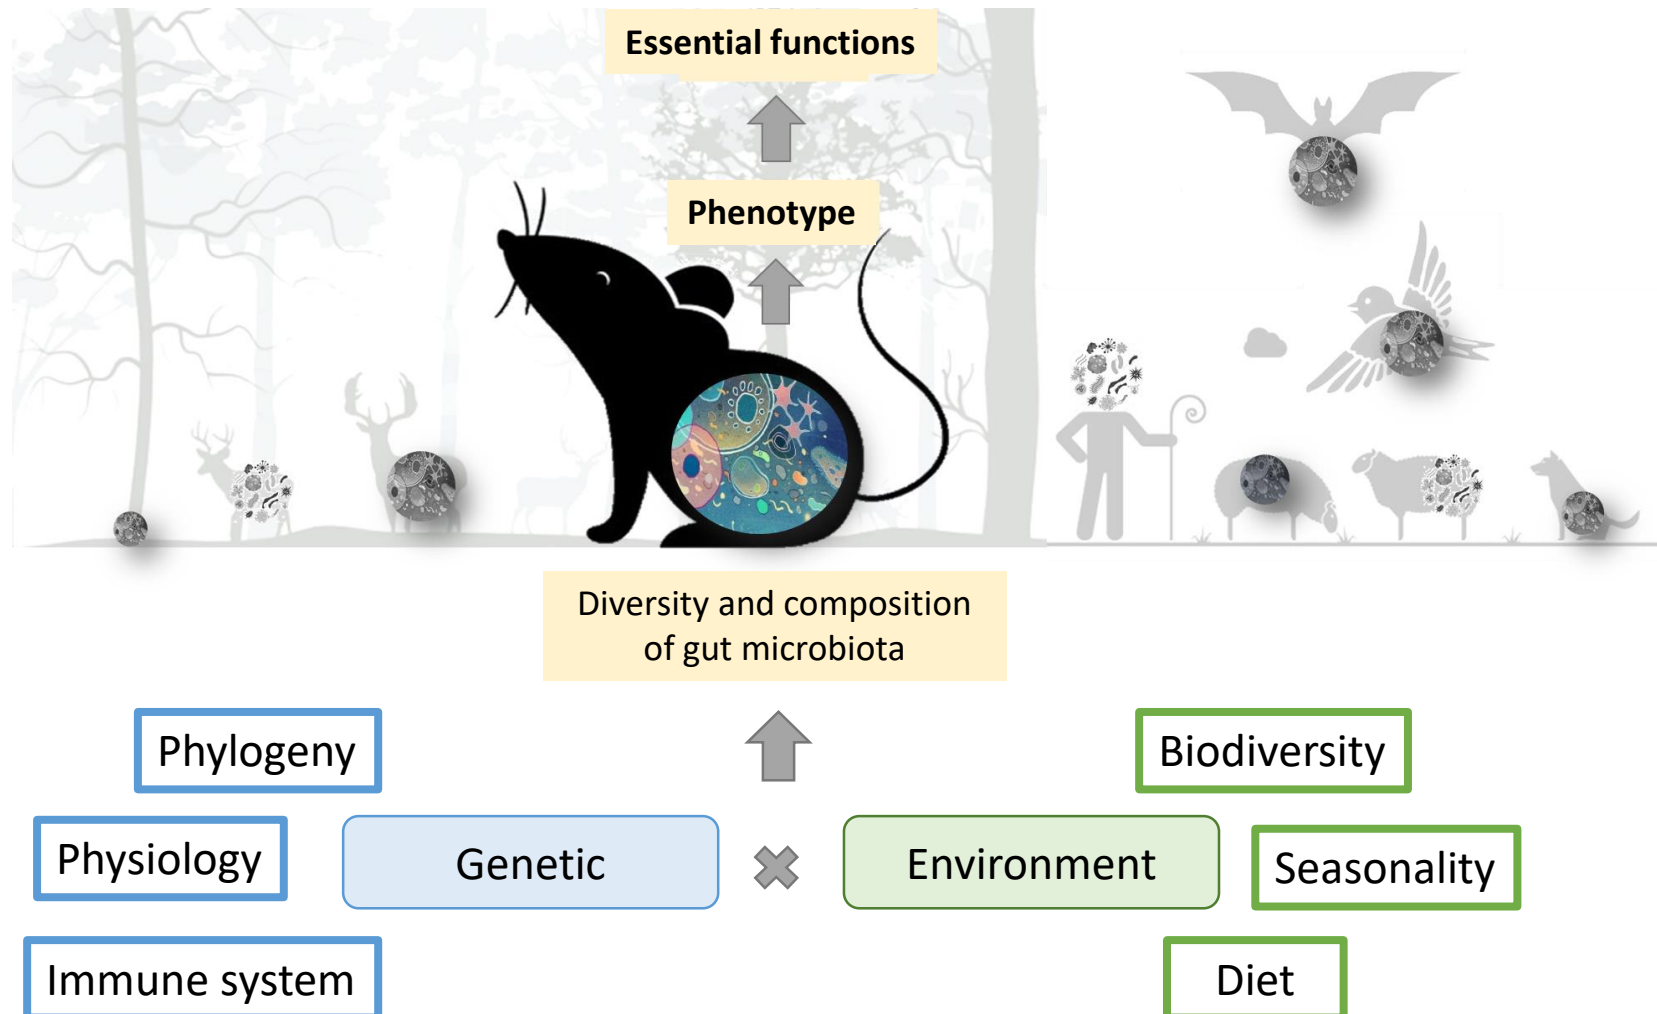 Essential functions
Phenotype
Diversity and composition
of gut microbiota
Phylogeny
Biodiversity
Physiology
Genetic
Environment
Seasonality
Immune system
Diet